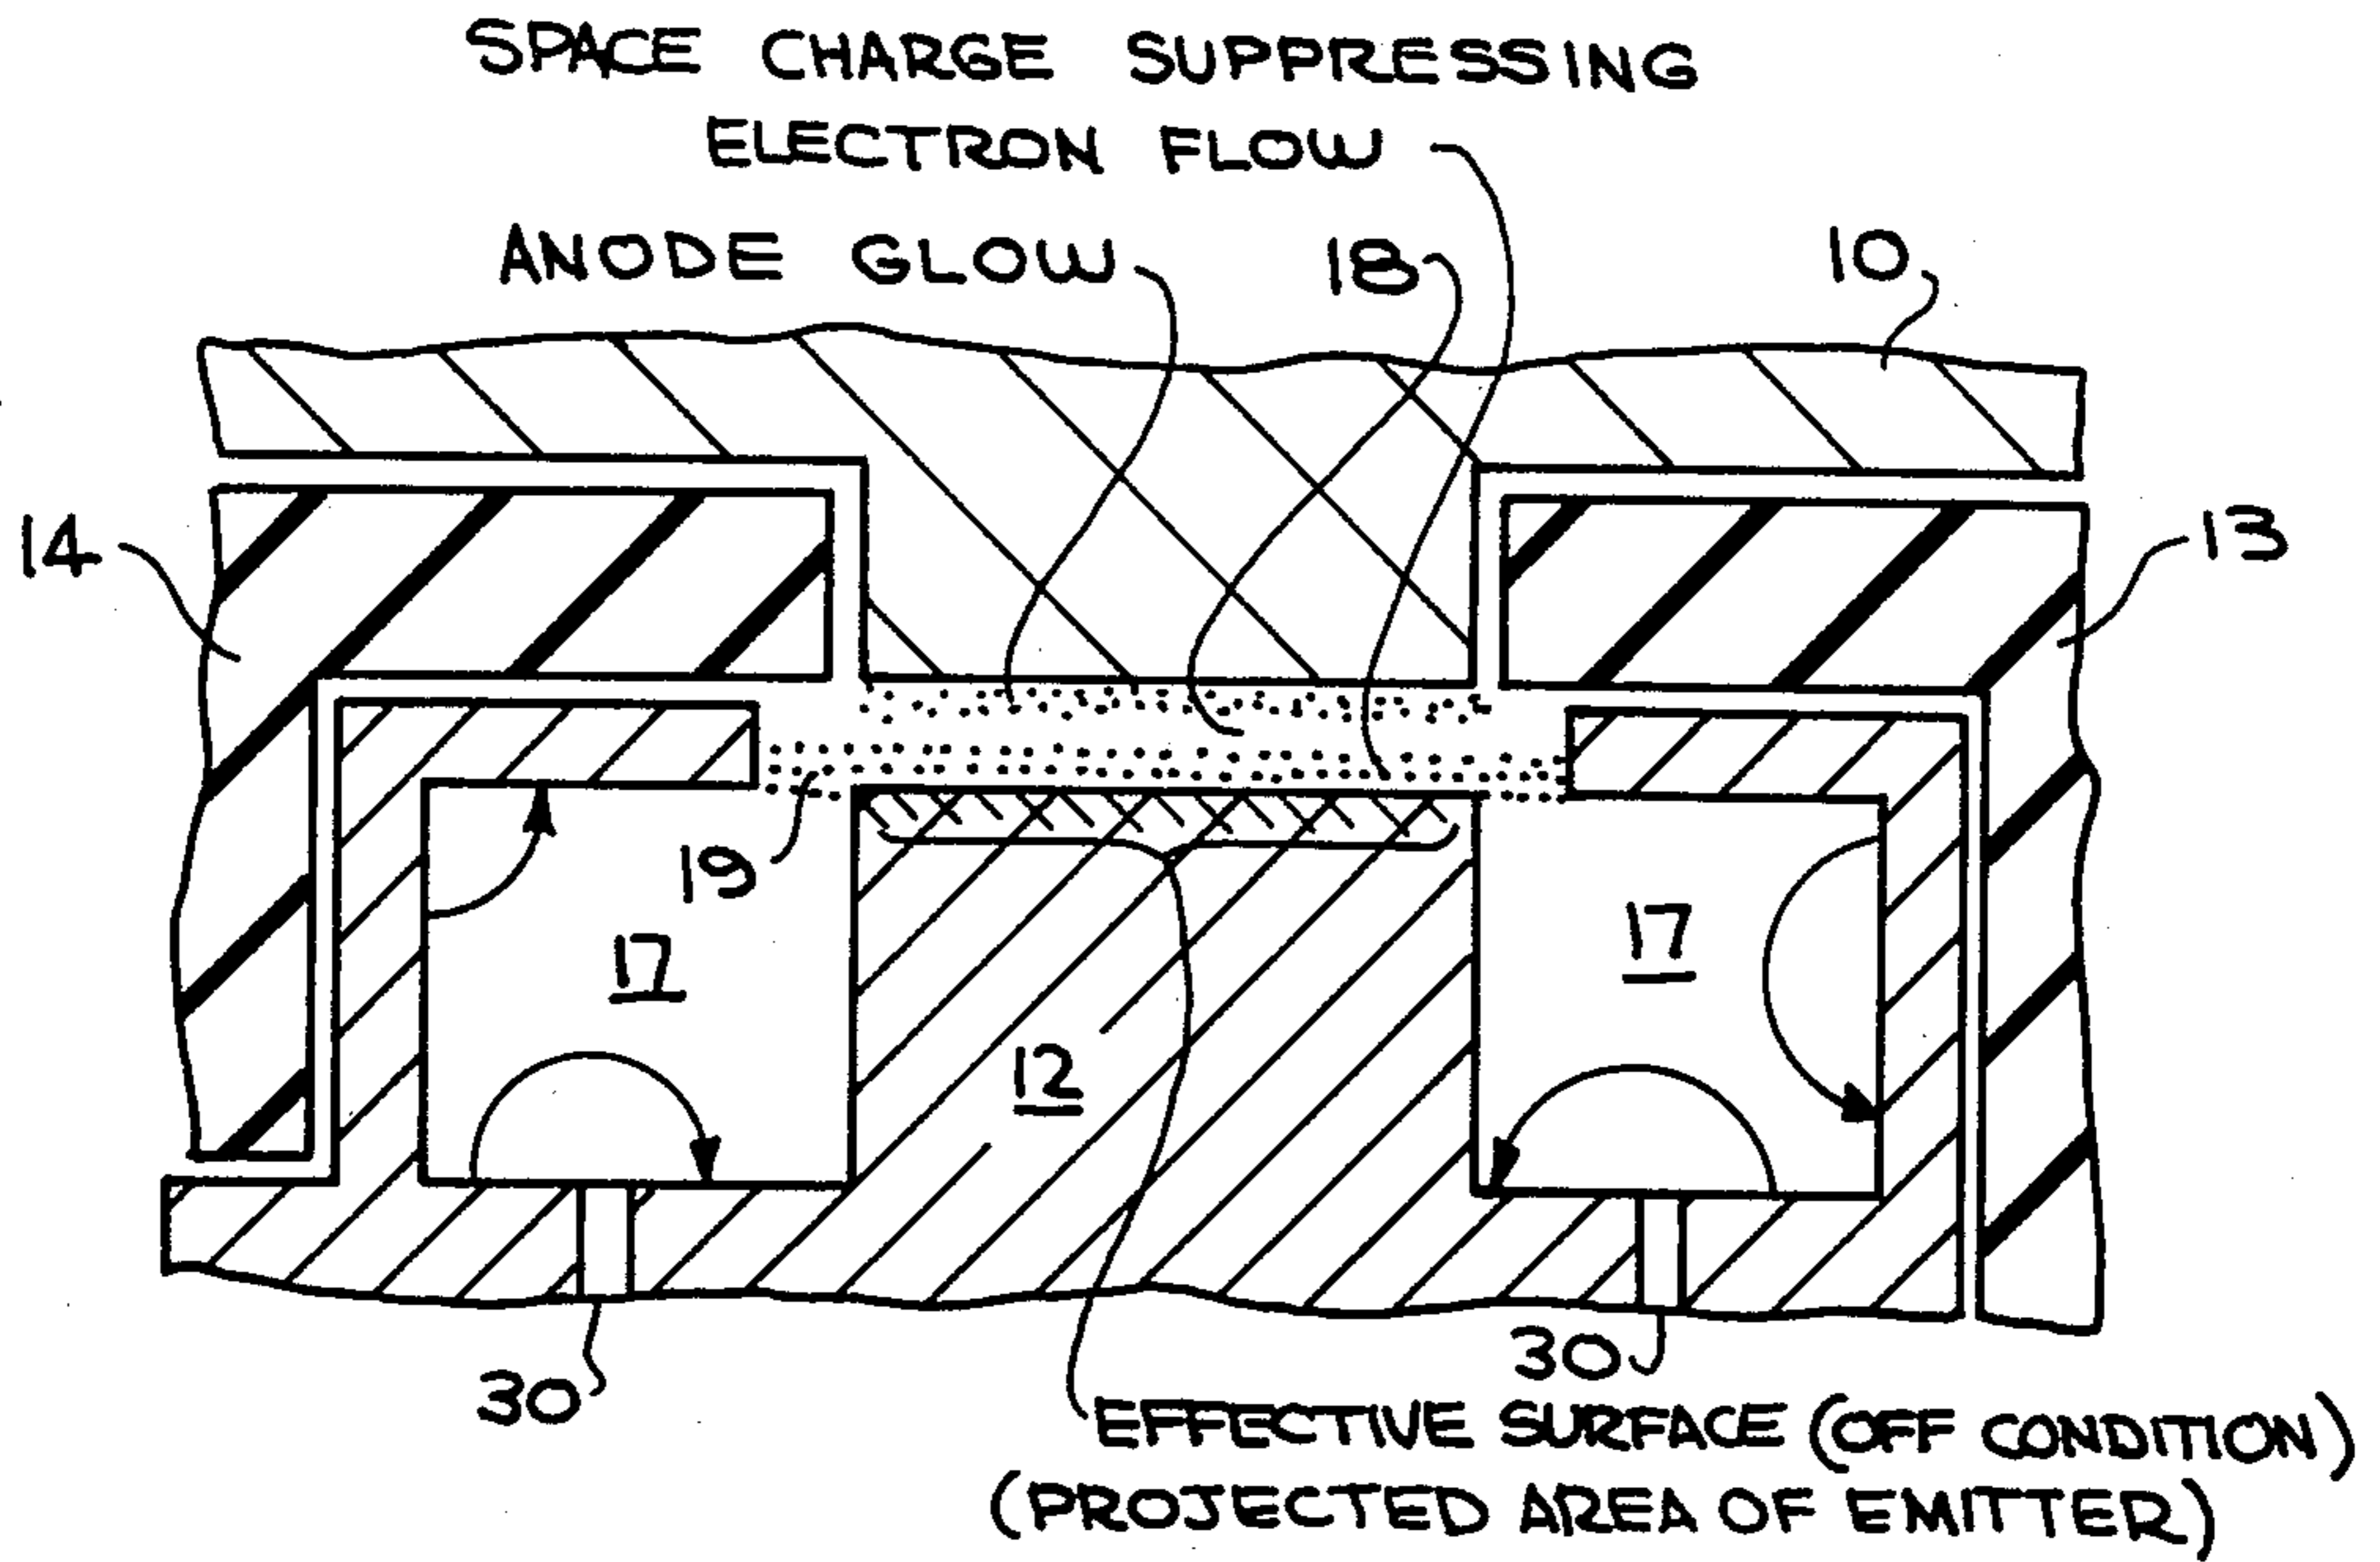 SPACE CHARGE SUPPRESSING
ELECTRON FLOW
ANODE GLOW
18
10
14
13
19
17
17
12
30
30
EFFECTIVE SURFACE (OFF CONDITION)
(PROJECTED AREA OF EMITTER)